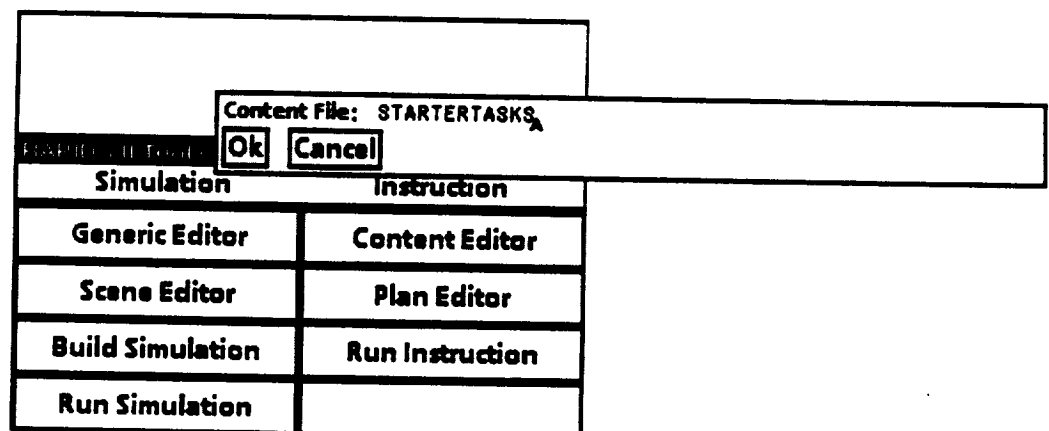 Content File: STARTERTASKS
Ok Cancel
Simulation Instruction
Generic Editor Content Editor
Scene Editor Plan Editor
Build Simulation Run Instruction
Run Simulation